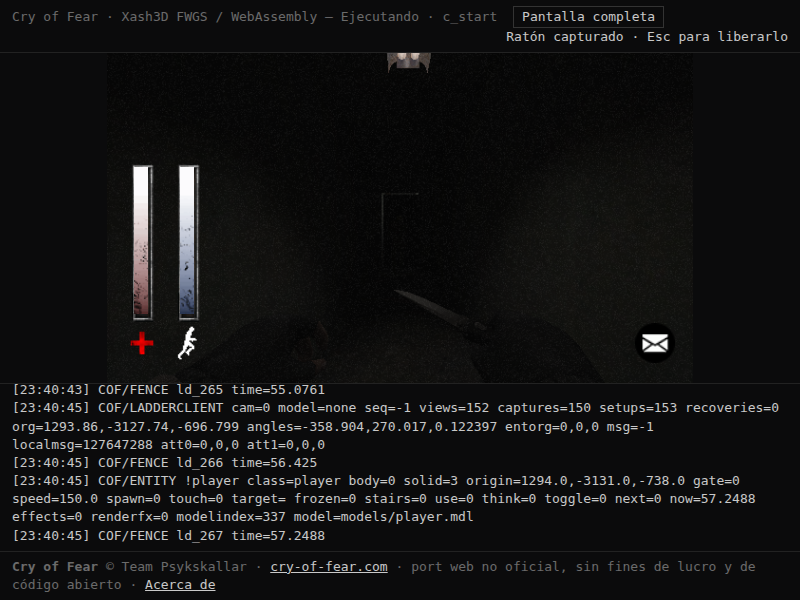 Cry of Fear · Xash3D FWGS / WebAssembly — Ejecutando · c_start
Pantalla completa
Ratón capturado · Esc para liberarlo
[23:40:43] COF/FENCE ld_265 time=55.0761
[23:40:45] COF/LADDERCLIENT cam=0 model=none seq=-1 views=152 captures=150 setups=153 recoveries=0
org=1293.86,-3127.74,-696.799 angles=-358.904,270.017,0.122397 entorg=0,0,0 msg=-1
localmsg=127647288 att0=0,0,0 att1=0,0,0
[23:40:45] COF/FENCE ld_266 time=56.425
[23:40:45] COF/ENTITY !player class=player body=0 solid=3 origin=1294.0,-3131.0,-738.0 gate=0
speed=150.0 spawn=0 touch=0 target= frozen=0 stairs=0 use=0 think=0 toggle=0 next=0 now=57.2488
effects=0 renderfx=0 modelindex=337 model=models/player.mdl
[23:40:45] COF/FENCE ld_267 time=57.2488
Cry of Fear © Team Psykskallar · cry-of-fear.com · port web no oficial, sin fines de lucro y de
código abierto · Acerca de